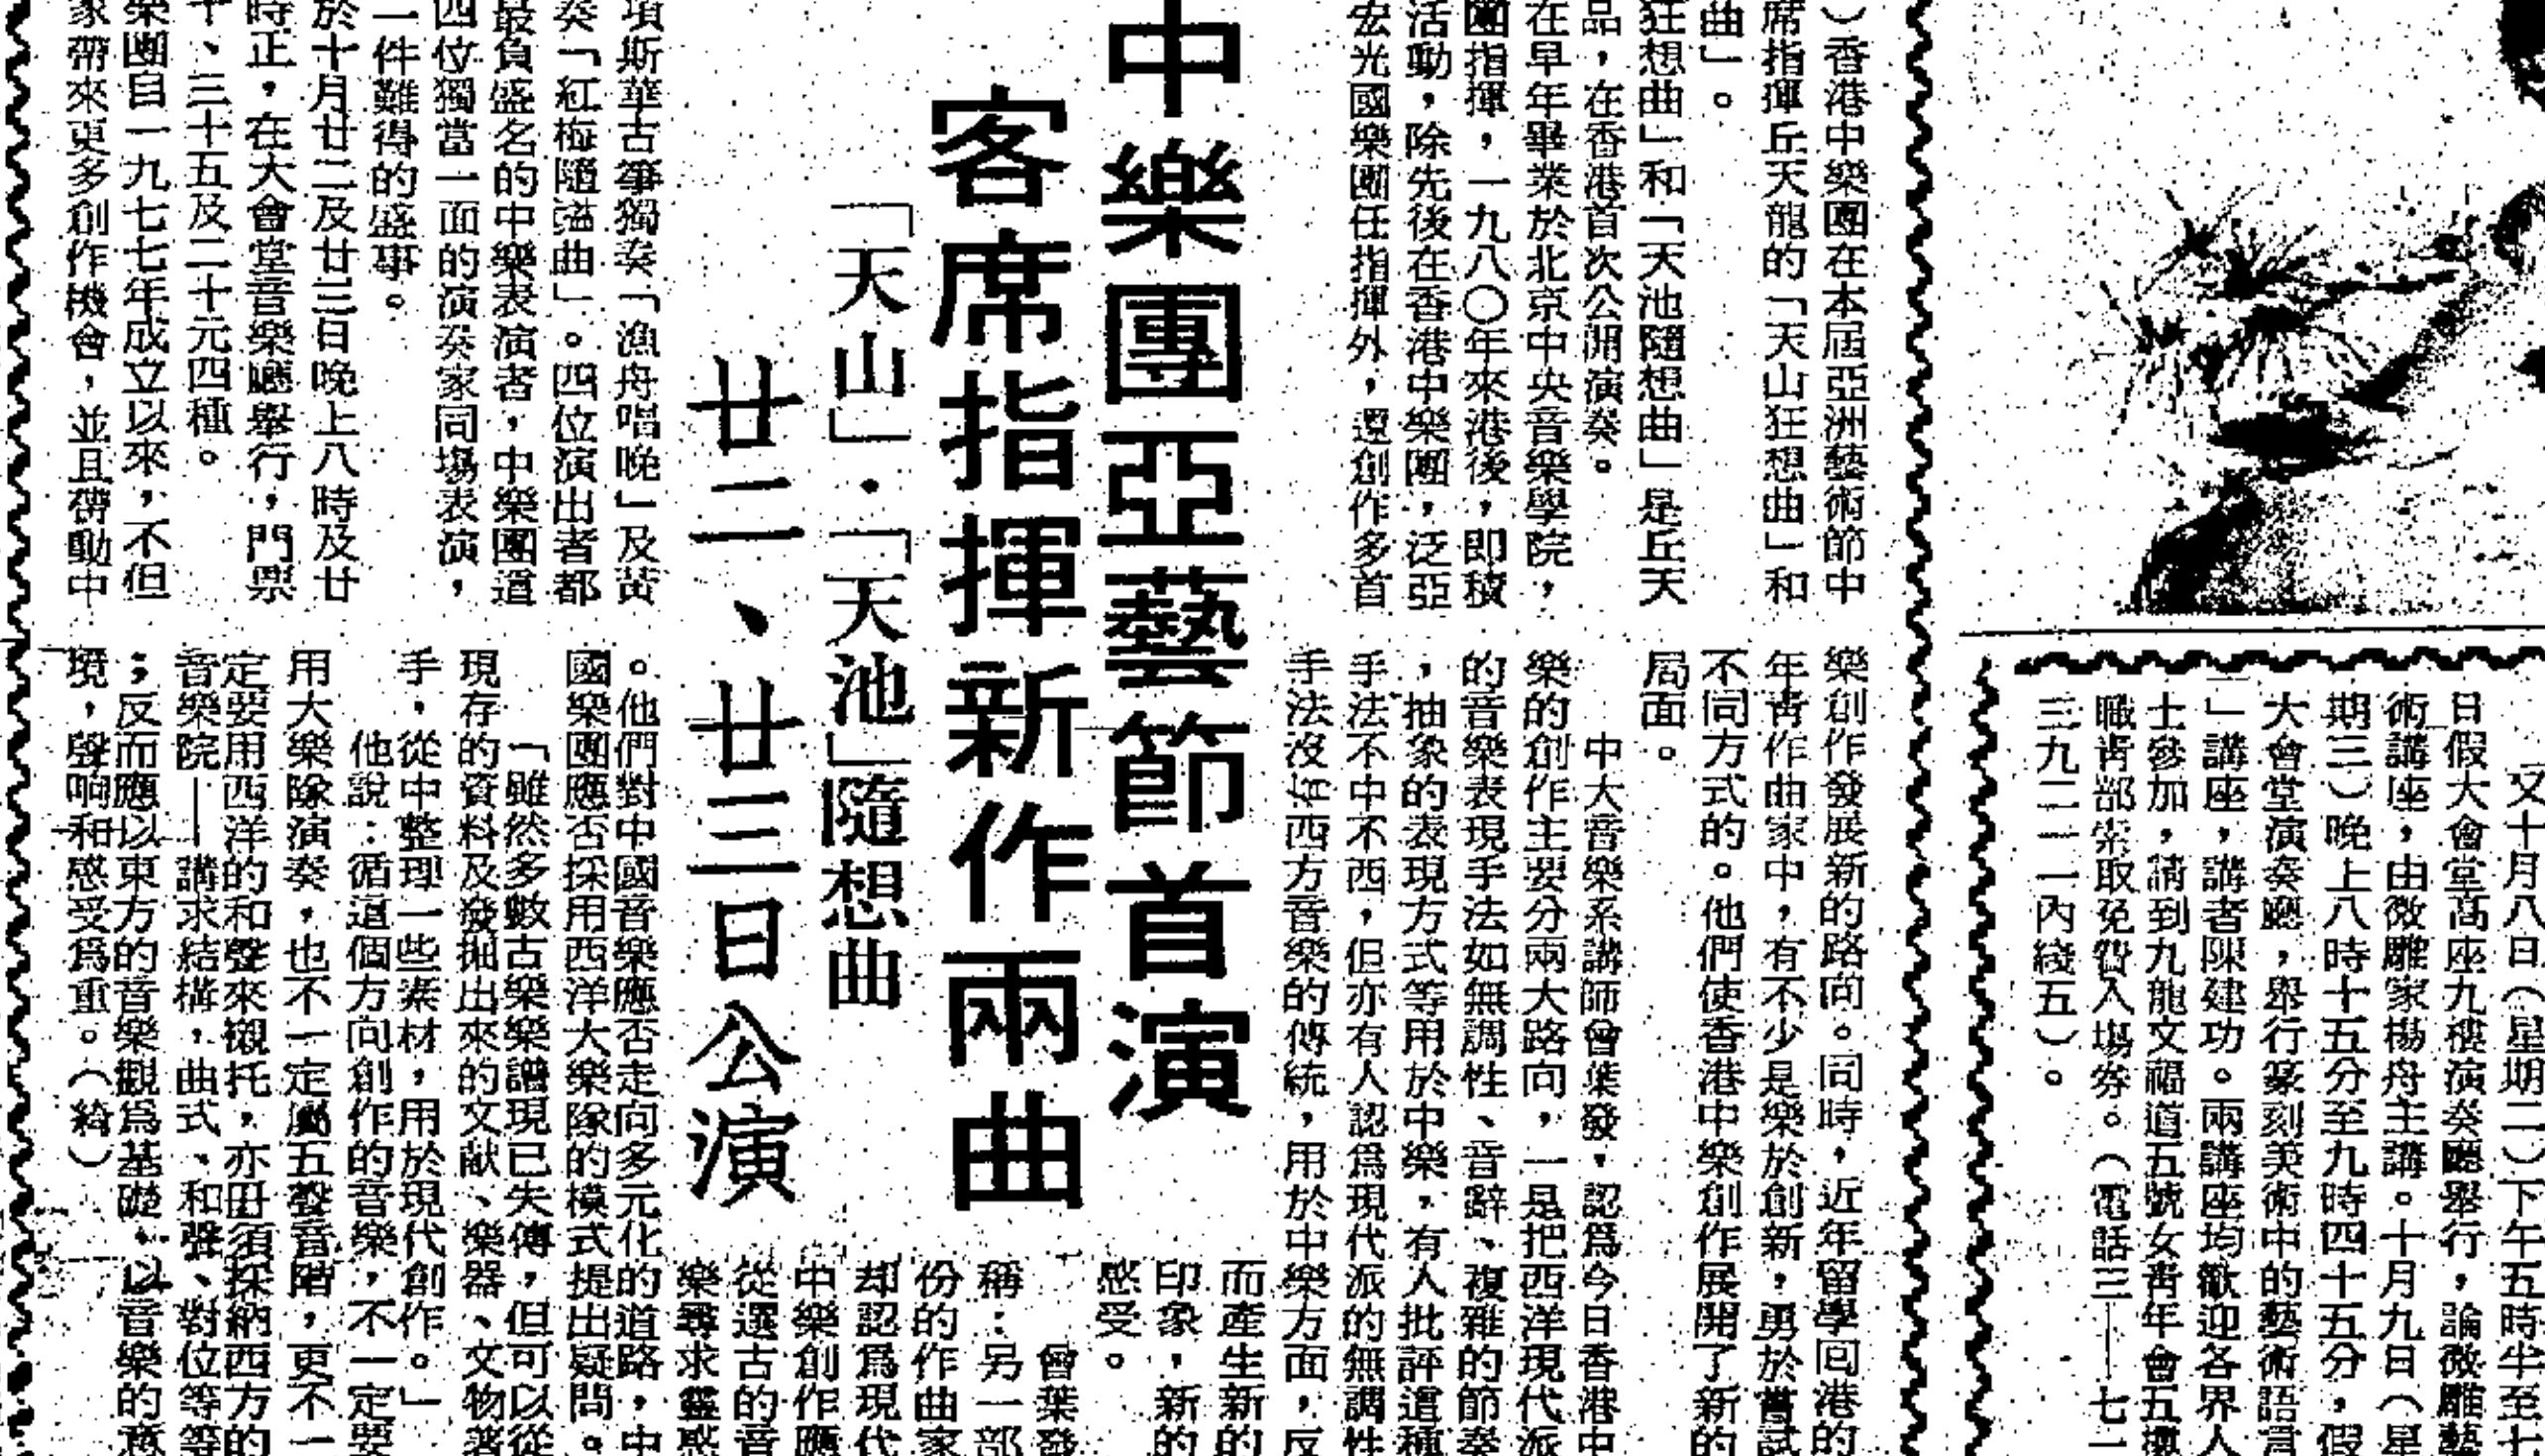 中樂團亞藝節首演
客席指揮新作兩曲
「天山」·「天池」隨想曲
廿二、廿三日公演
）香港中樂團在本屆亞洲藝術節中
席指揮丘天龍的「天山狂想曲」和
曲」。
狂想曲」和「天池隨想曲」是丘天
品，在香港首次公開演奏。
在早年畢業於北京中央音樂學院，
團指揮，一九八〇年來港後，即積
活動，除先後在香港中樂團，泛亞
宏光國樂團任指揮外，還創作多首
項斯華古箏獨奏「漁舟唱晚」及黃
奏「紅梅隨想曲」。四位演出者都
最負盛名的中樂表演者，中樂團這
四位獨當一面的演奏家同場表演，
一件難得的盛事。
於十月廿二及廿三日晚上八時及廿
時正，在大會堂音樂廳舉行，門票
十、三十五及二十元四種。
樂團自一九七七年成立以來，不但
家帶來更多創作機會，並且帶動中
樂創作發展新的路向。同時，近年留學回港的
年青作曲家中，有不少是樂於創新，勇於嘗試
不同方式的。他們使香港中樂創作展開了新的
局面。
中大音樂系講師曾葉發，認爲今日香港中
樂的創作主要分兩大路向，一是把西洋現代派
的音樂表現手法如無調性、音辭、複雜的節奏
，抽象的表現方式等用於中樂，有人批評這種
手法不中不西，但亦有人認爲現代派的無調性
手法沒有西方音樂的傳統，用於中樂方面，反
而產生新的
印象，新的
感受。
曾葉發
稱：另一部
份的作曲家
却認爲現代
中樂創作應
從遠古的音
樂尋求靈感
。他們對中國音樂應否走向多元化的道路，中
國樂團應否採用西洋大樂隊的模式提出疑問。
「雖然多數古樂樂譜現已失傳，但可以從
現存的資料及發掘出來的文献、樂器、文物著
手，從中整理一些素材，用於現代創作。」
他說：循這個方向創作的音樂，不一定要
用大樂隊演奏，也不一定屬五聲音階，更不一
定要用西洋的和聲來襯托，亦毋須採納西方的
音樂院——講求結構，曲式、和聲、對位等等
；反而應以東方的音樂觀爲基礎，以音樂的意
境，聲响和感受爲重。（綺）
又十月八日（星期二）下午五時半至七
日假大會堂高座九樓演奏廳舉行，論微雕藝
術講座，由微雕家楊舟主講。十月九日（星
期三）晚上八時十五分至九時四十五分，假
大會堂演奏廳，舉行篆刻美術中的藝術語言
」講座，講者陳建功。兩講座均歡迎各界人
士參加，請到九龍文福道五號女靑年會五樓
職靑部索取免費入場券。（電話三——七一
三九二一一內綫五）。